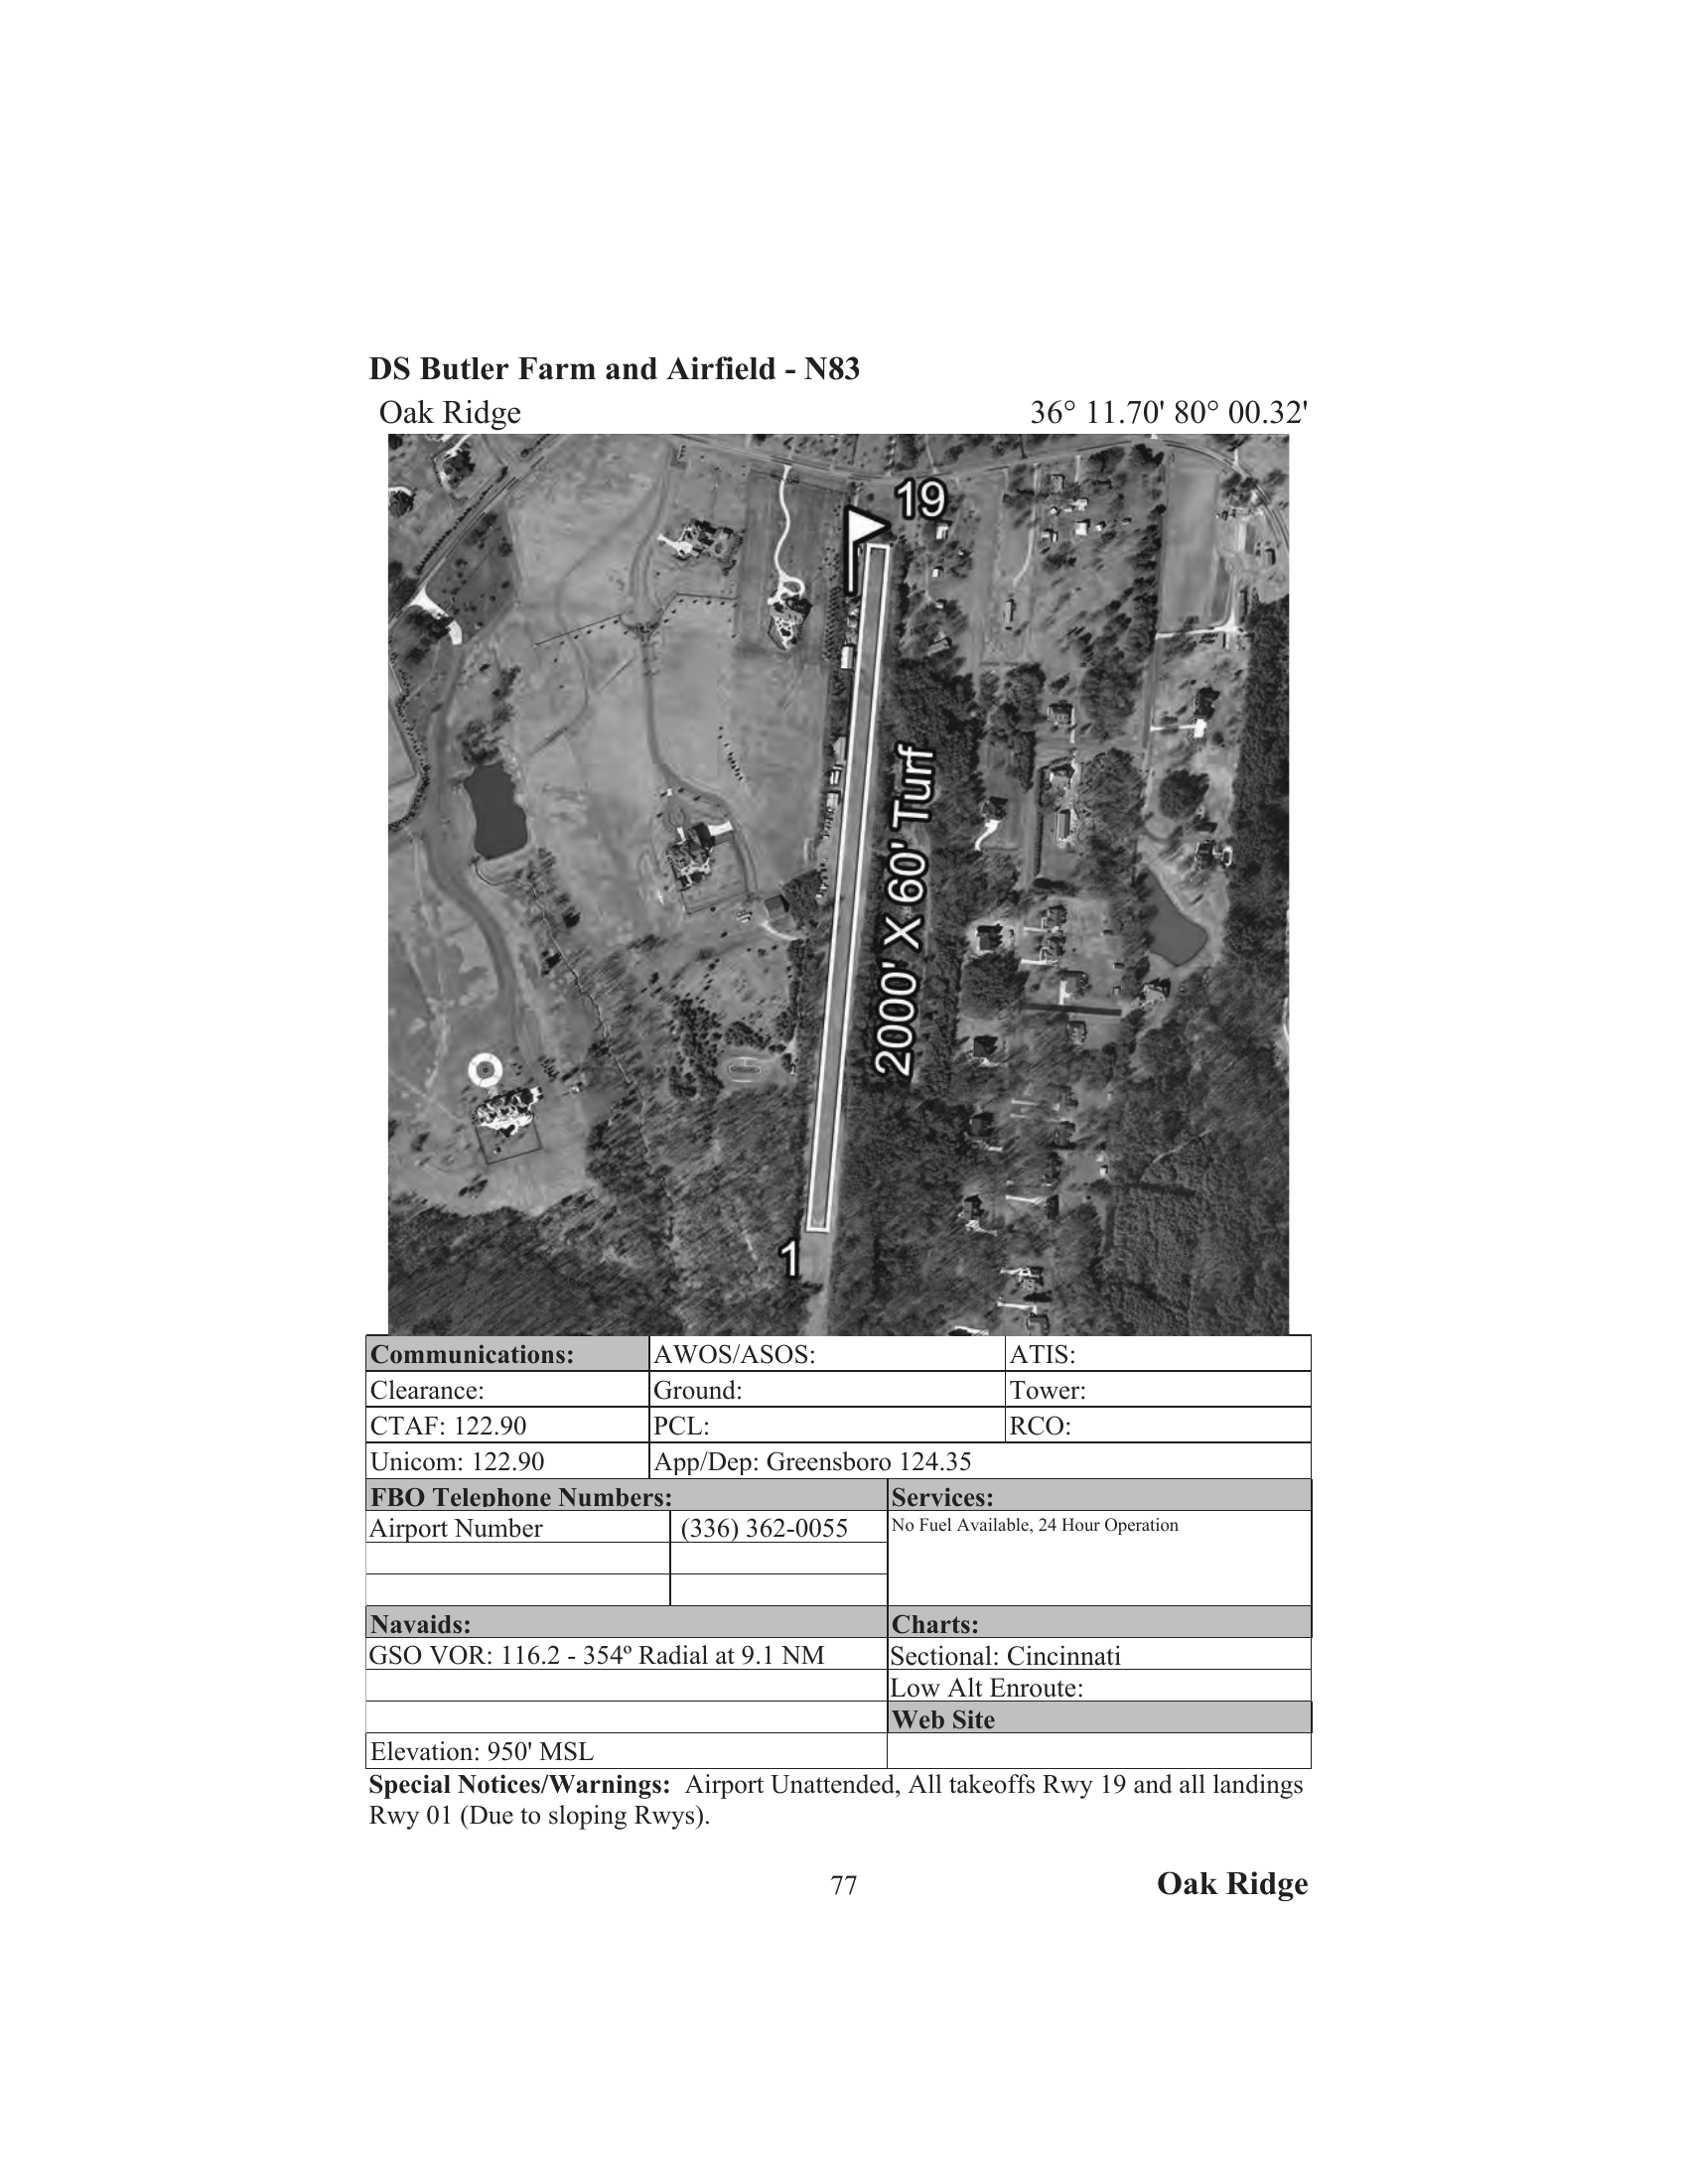 DS Butler Farm and Airfield - N83
Oak Ridge 36° 11.70' 80° 00.32'
19
2000' X 60' Turf
1
Communications: AWOS/ASOS: ATIS:
Clearance: Ground: Tower:
CTAF: 122.90 PCL: RCO:
Unicom: 122.90 App/Dep: Greensboro 124.35
FBO Telephone Numbers: Services:
Airport Number (336) 362-0055 No Fuel Available, 24 Hour Operation
Navaids: Charts:
GSO VOR: 116.2 - 354º Radial at 9.1 NM Sectional: Cincinnati
Low Alt Enroute:
Web Site
Elevation: 950' MSL
Special Notices/Warnings: Airport Unattended, All takeoffs Rwy 19 and all landings
Rwy 01 (Due to sloping Rwys).
77 Oak Ridge